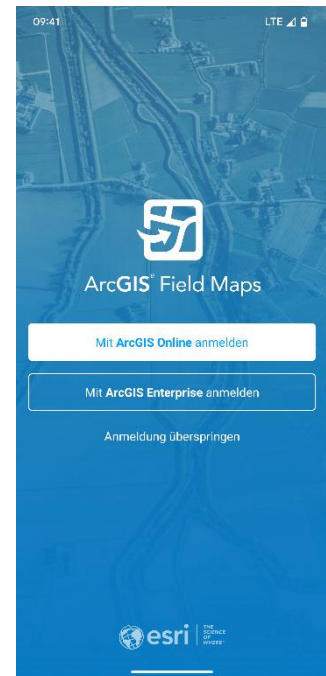 09:41 LTE
ArcGIS® Field Maps
Mit ArcGIS Online anmelden
Mit ArcGIS Enterprise anmelden
Anmeldung überspringen
esri THE
SCIENCE
OF
WHERE®